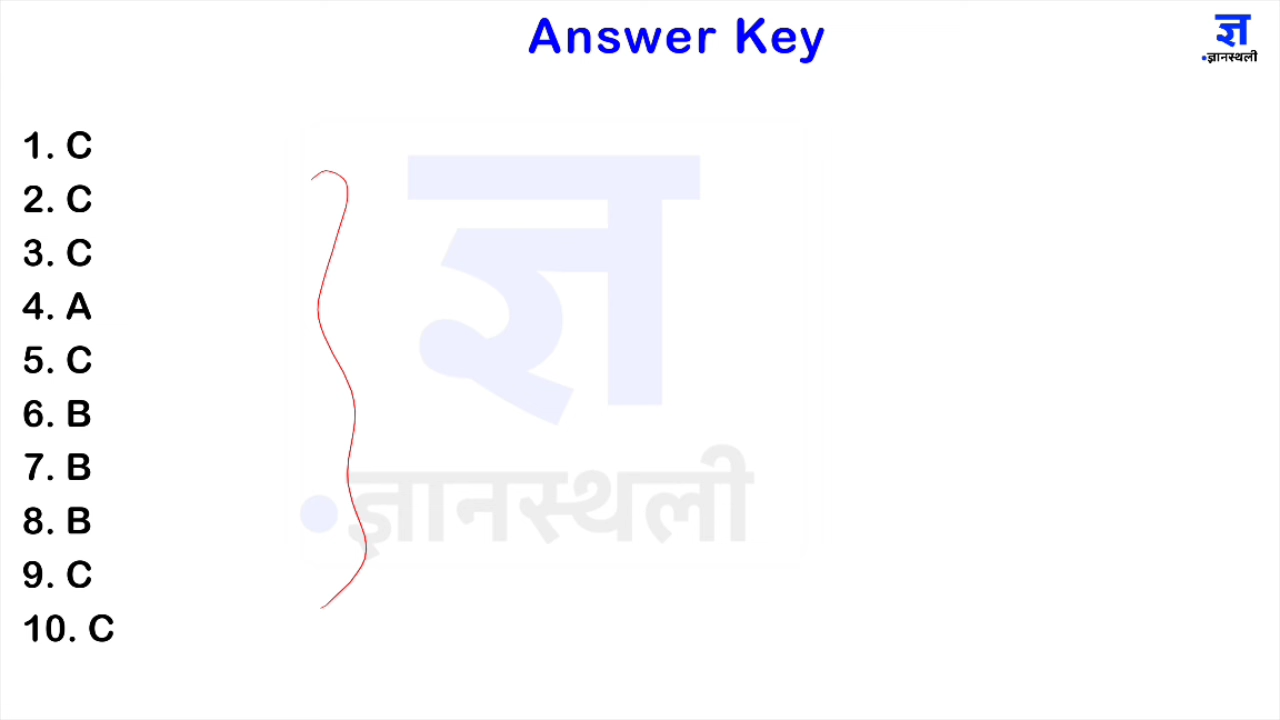 Answer Key
ज्ञ
ज्ञानस्थली
1. C
2. C
3. C
4. A
5. C
6. B
7. B
8. B
9. C
10. C
ज्ञ
ज्ञानस्थली